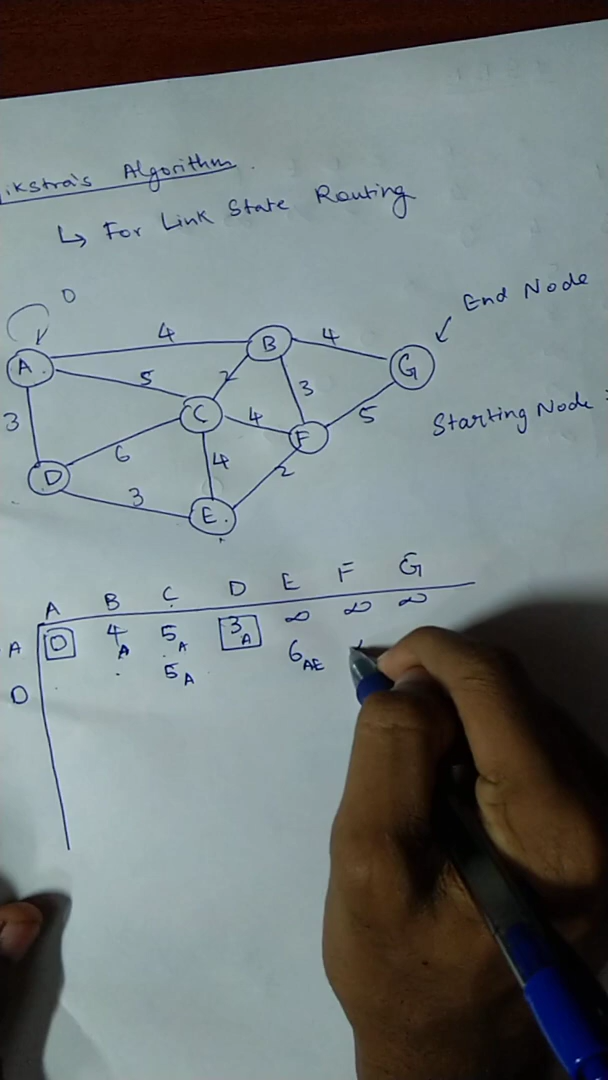 ikstra's Algorithm.
↳ For Link State Routing
0
End Node
4
4
A.
B
G
5
2
3
Starting Node :
3
C
4
5
F
6
4
D
2
3
E.
A B C D E F G
A 0 4A 5A 3A ∞ ∞ ∞
D 5A 6AE